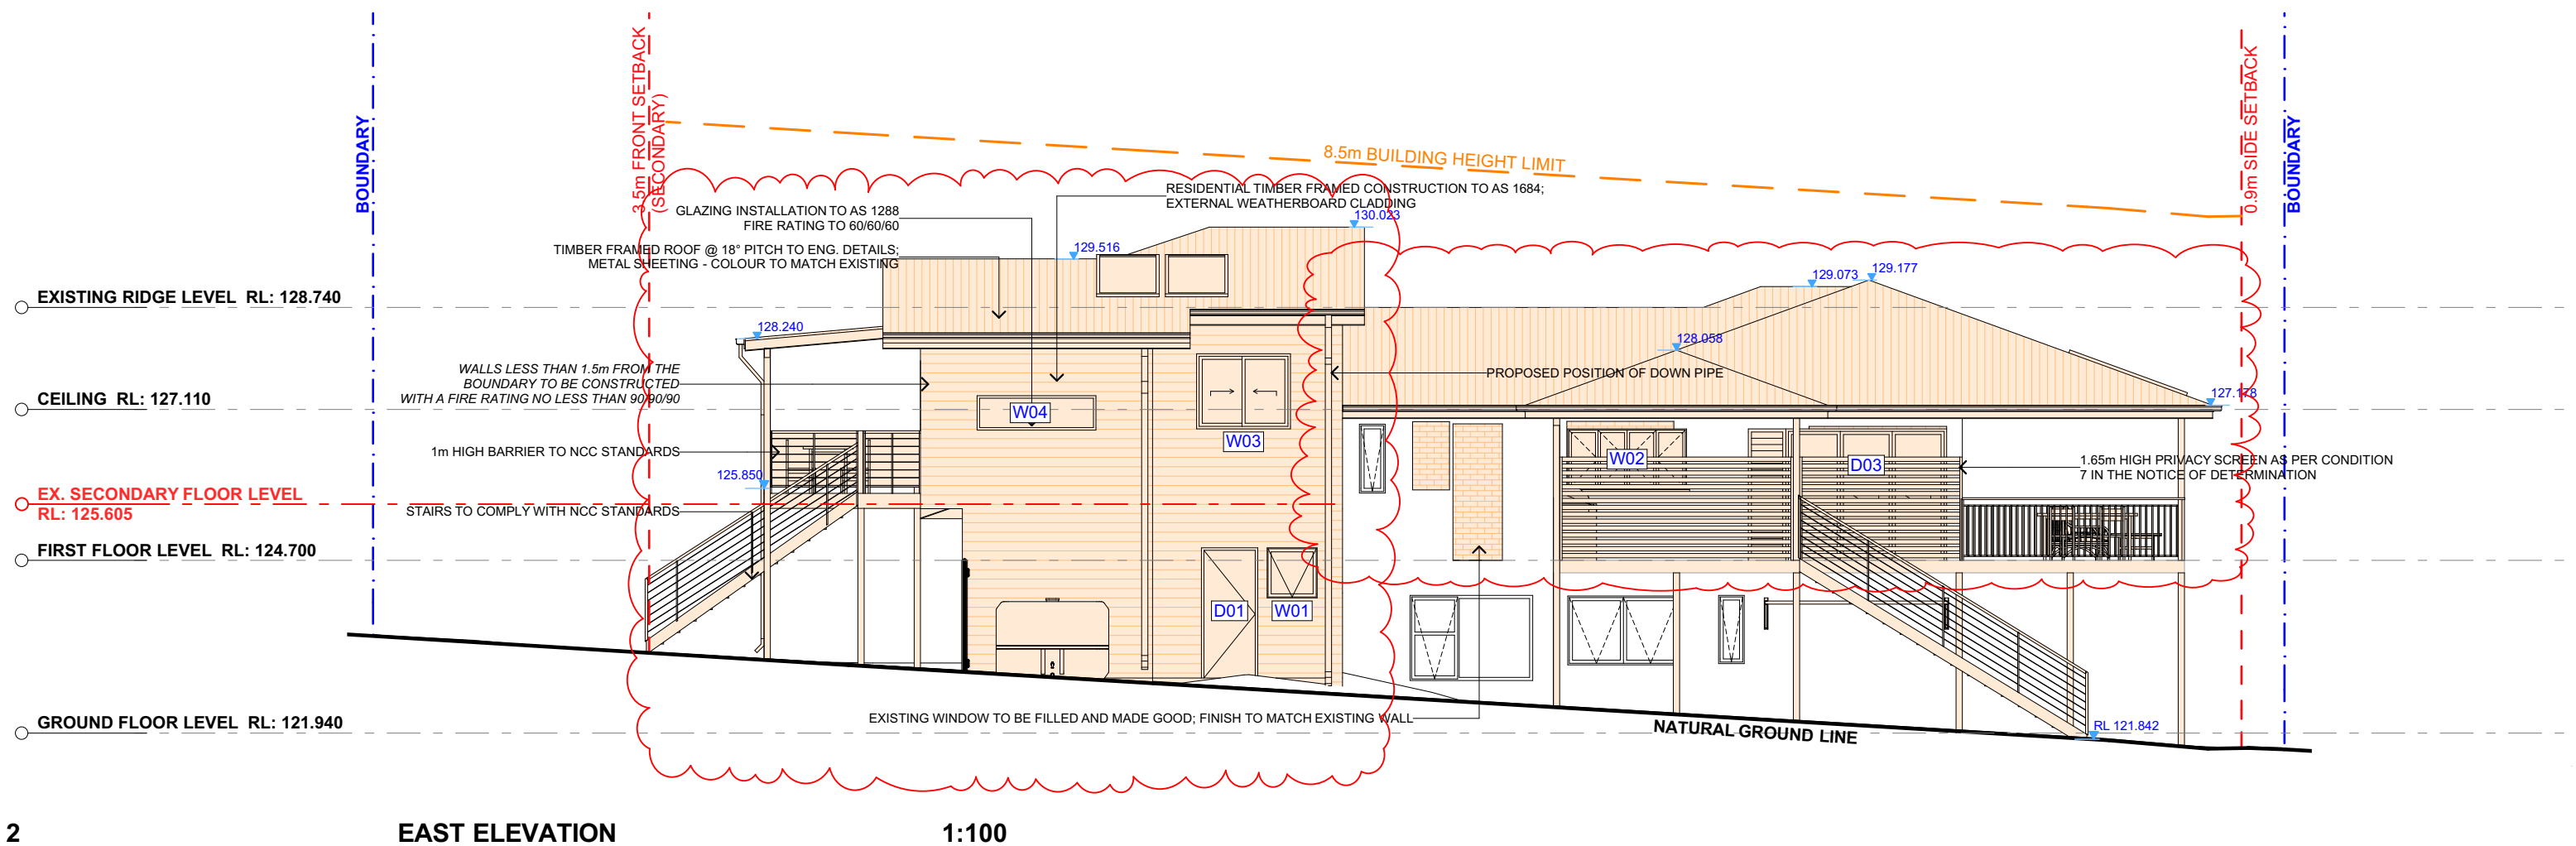 3.5m FRONT SETBACK
(SECONDARY)
BOUNDARY
0.9m SIDE SETBACK
BOUNDARY
8.5m BUILDING HEIGHT LIMIT
RESIDENTIAL TIMBER FRAMED CONSTRUCTION TO AS 1684;
EXTERNAL WEATHERBOARD CLADDING
GLAZING INSTALLATION TO AS 1288
FIRE RATING TO 60/60/60
130.023
TIMBER FRAMED ROOF @ 18° PITCH TO ENG. DETAILS;
METAL SHEETING - COLOUR TO MATCH EXISTING
129.516
129.073
129.177
EXISTING RIDGE LEVEL RL: 128.740
128.240
128.058
WALLS LESS THAN 1.5m FROM THE
BOUNDARY TO BE CONSTRUCTED
WITH A FIRE RATING NO LESS THAN 90/90/90
PROPOSED POSITION OF DOWN PIPE
CEILING RL: 127.110
127.178
W04
W03
1m HIGH BARRIER TO NCC STANDARDS
W02
D03
1.65m HIGH PRIVACY SCREEN AS PER CONDITION
7 IN THE NOTICE OF DETERMINATION
125.850
EX. SECONDARY FLOOR LEVEL
RL: 125.605
STAIRS TO COMPLY WITH NCC STANDARDS
FIRST FLOOR LEVEL RL: 124.700
D01
W01
EXISTING WINDOW TO BE FILLED AND MADE GOOD; FINISH TO MATCH EXISTING WALL
GROUND FLOOR LEVEL RL: 121.940
NATURAL GROUND LINE
RL 121.842
2
EAST ELEVATION
1:100